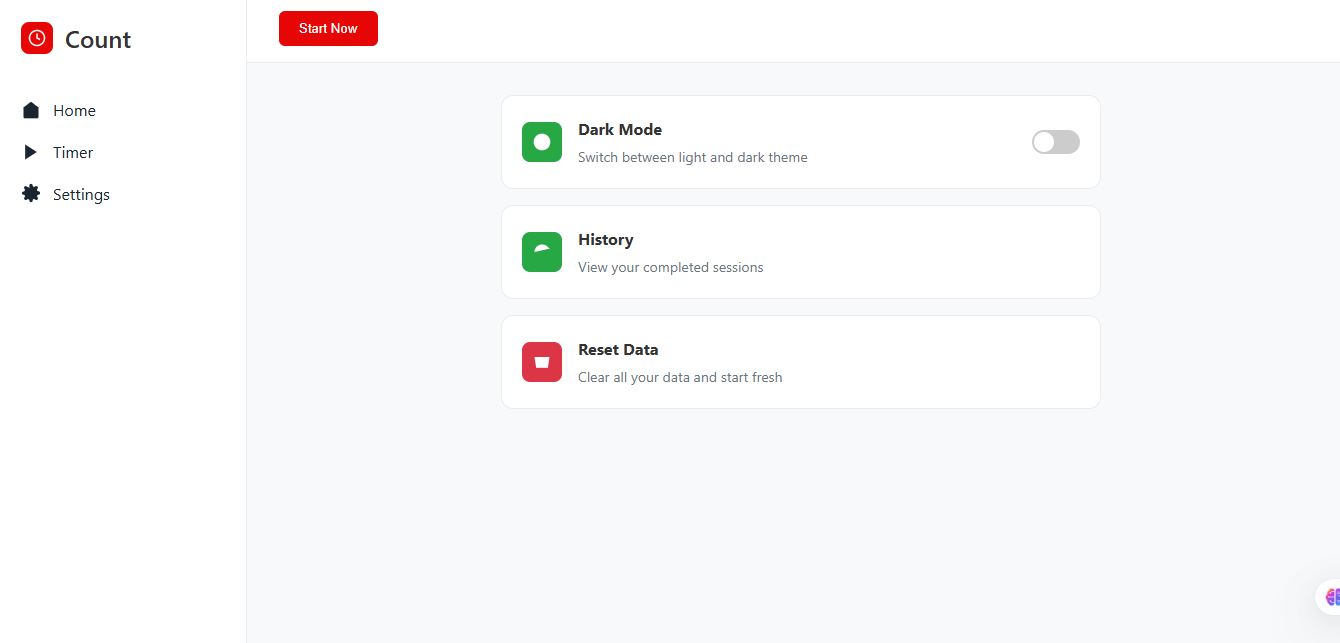 Count
Home
Timer
Settings
Start Now
Dark Mode
Switch between light and dark theme
History
View your completed sessions
Reset Data
Clear all your data and start fresh